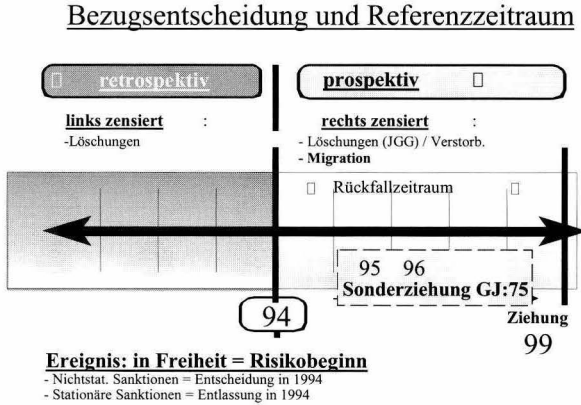 Bezugsentscheidung und Referenzzeitraum
retrospektiv
prospektiv
links zensiert :
-Löschungen
rechts zensiert :
- Löschungen (JGG) / Verstorb.
- Migration
Rückfallzeitraum
95 96
Sonderziehung GJ:75
94
Ziehung
99
Ereignis: in Freiheit = Risikobeginn
- Nichtstat. Sanktionen = Entscheidung in 1994
- Stationäre Sanktionen = Entlassung in 1994